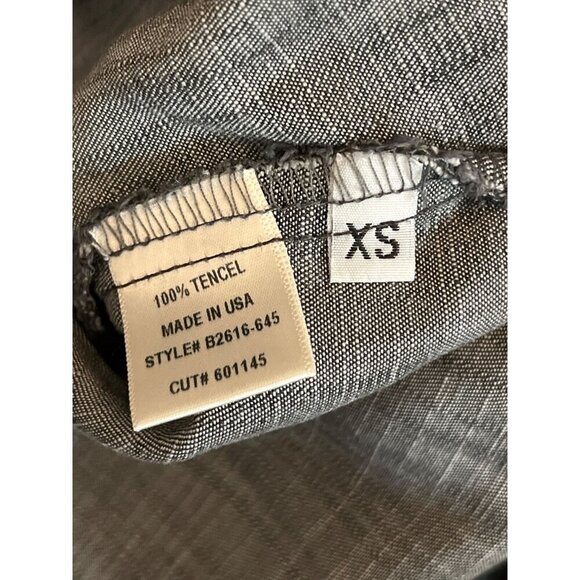 100% TENCEL
MADE IN USA
STYLE# B2616-645
CUT# 601145
XS